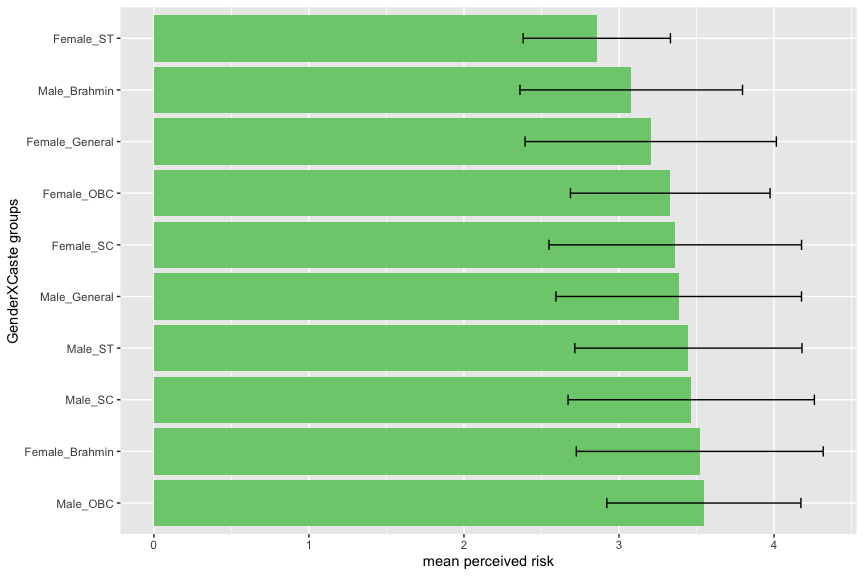 GenderXCaste groups
Female_ST
Male_Brahmin
Female_General
Female_OBC
Female_SC
Male_General
Male_ST
Male_SC
Female_Brahmin
Male_OBC
0 1 2 3 4
mean perceived risk